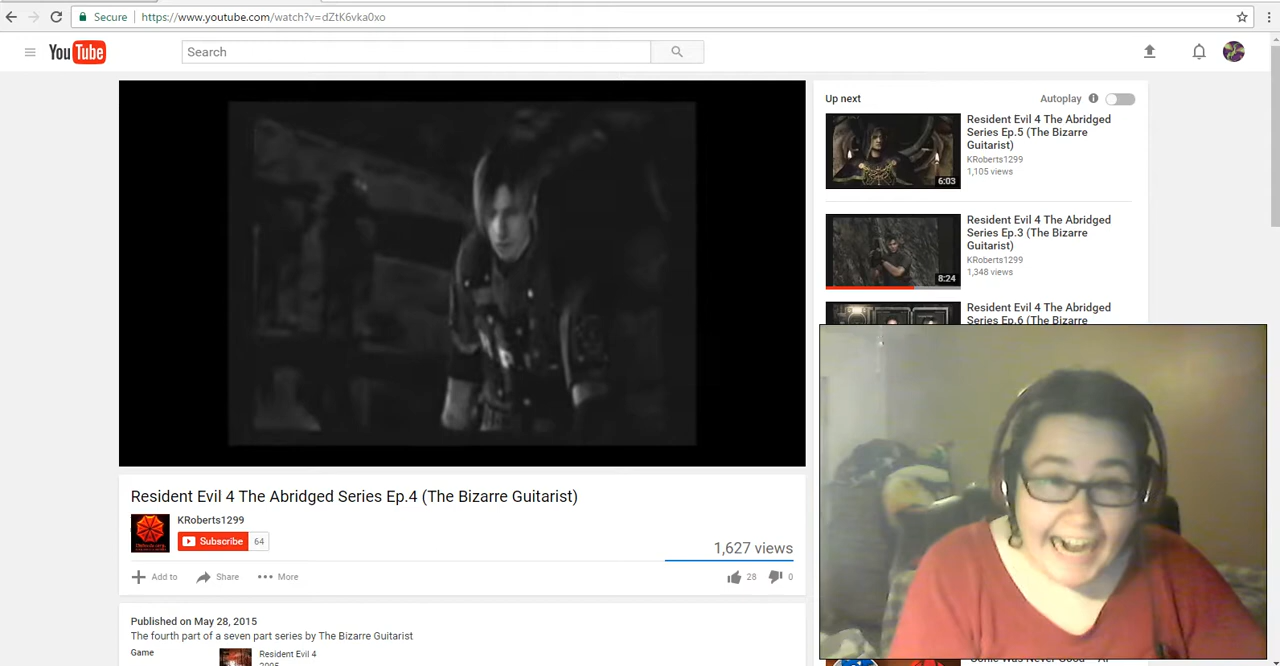 Secure https://www.youtube.com/watch?v=dZtK6vka0xo
YouTube
Search
Up next
Autoplay
Resident Evil 4 The Abridged
Series Ep.5 (The Bizarre
Guitarist)
KRoberts1299
1,105 views
6:03
Resident Evil 4 The Abridged
Series Ep.3 (The Bizarre
Guitarist)
KRoberts1299
1,348 views
8:24
Resident Evil 4 The Abridged
Series Ep.6 (The Bizarre
Resident Evil 4 The Abridged Series Ep.4 (The Bizarre Guitarist)
KRoberts1299
Subscribe 64
1,627 views
Add to Share More
28 0
Published on May 28, 2015
The fourth part of a seven part series by The Bizarre Guitarist
Game
Resident Evil 4
2005